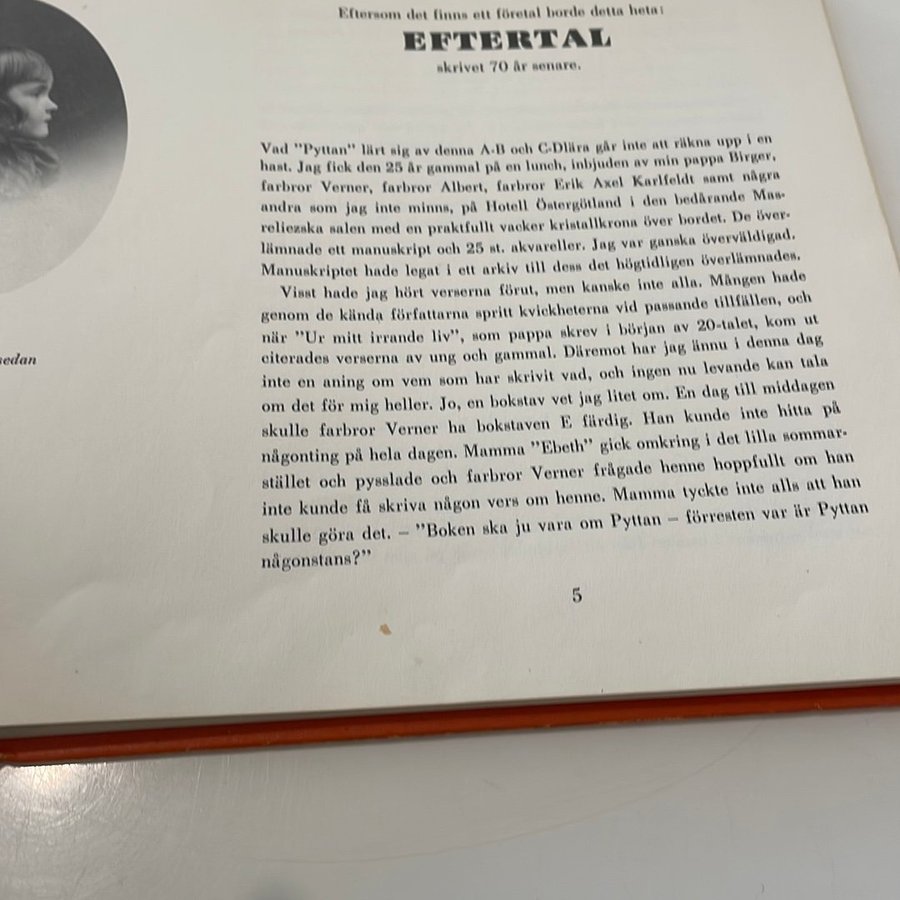 Eftersom det finns ett företal borde detta heta:
EFTERTAL
skrivet 70 år senare.
Vad "Pyttan" lärt sig av denna A-B och C-Dlära går inte att räkna upp i en
hast. Jag fick den 25 år gammal på en lunch, inbjuden av min pappa Birger,
farbror Verner, farbror Albert, farbror Erik Axel Karlfeldt samt några
andra som jag inte minns, på Hotell Östergötland i den bedårande Mas-
reliezska salen med en praktfullt vacker kristallkrona över bordet. De över-
lämnade ett manuskript och 25 st. akvareller. Jag var ganska överväldigad.
Manuskriptet hade legat i ett arkiv till dess det högtidligen överlämnades.
Visst hade jag hört verserna förut, men kanske inte alla. Mången hade
genom de kända författarna spritt kvickheterna vid passande tillfällen, och
när "Ur mitt irrande liv", som pappa skrev i början av 20-talet, kom ut
citerades verserna av ung och gammal. Däremot har jag ännu i denna dag
inte en aning om vem som har skrivit vad, och ingen nu levande kan tala
om det för mig heller. Jo, en bokstav vet jag litet om. En dag till middagen
skulle farbror Verner ha bokstaven E färdig. Han kunde inte hitta på
någonting på hela dagen. Mamma "Ebeth" gick omkring i det lilla sommar-
stället och pysslade och farbror Verner frågade henne hoppfullt om han
inte kunde få skriva någon vers om henne. Mamma tyckte inte alls att han
skulle göra det. – "Boken ska ju vara om Pyttan – förresten var är Pyttan
någonstans?"
5
sedan